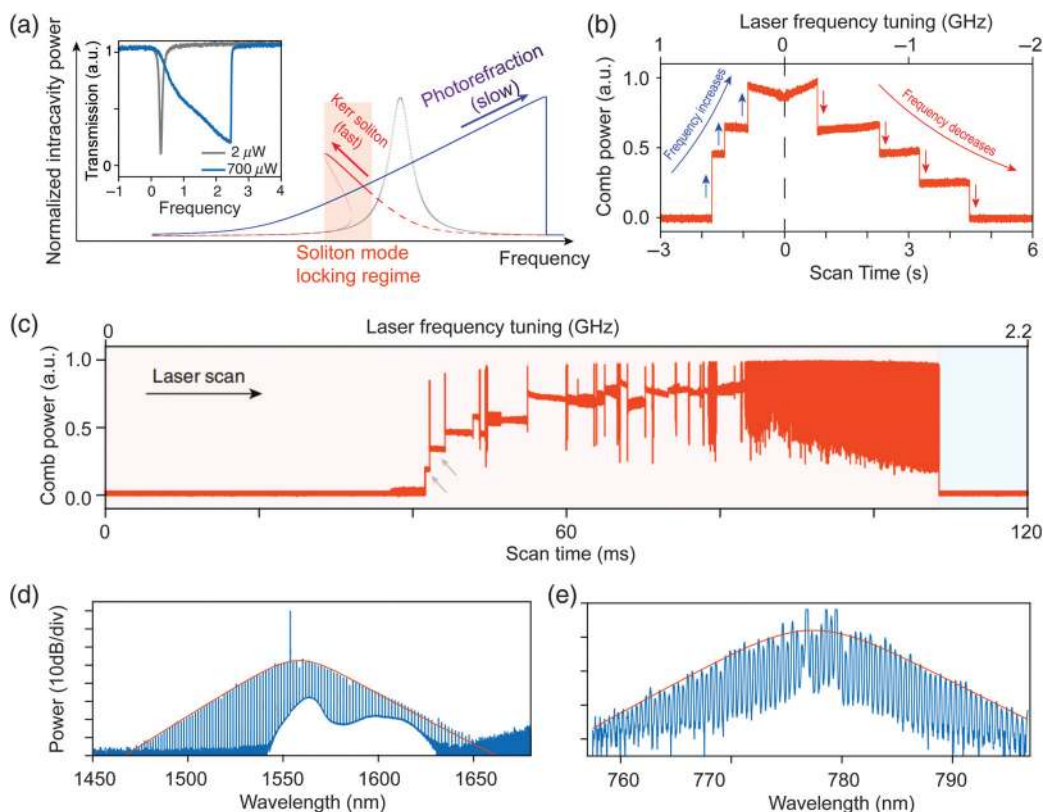 (a)
Normalized intracavity power
Transmission (a.u.)
1
0
2 μW
700 μW
-1 0 1 2 3 4
Frequency
Kerr soliton
(fast)
Photorefraction
(slow)
Soliton mode
locking regime
Frequency
(b)
Laser frequency tuning (GHz)
1 0 -1 -2
Comb power (a.u.)
1.0
0.5
0.0
Frequency increases
Frequency decreases
-3 0 3 6
Scan Time (s)
(c)
0 Laser frequency tuning (GHz) 2.2
Comb power (a.u.)
1.0
0.5
0.0
Laser scan
0 60 120
Scan time (ms)
(d)
Power (10dB/div)
1450 1500 1550 1600 1650
Wavelength (nm)
(e)
760 770 780 790
Wavelength (nm)